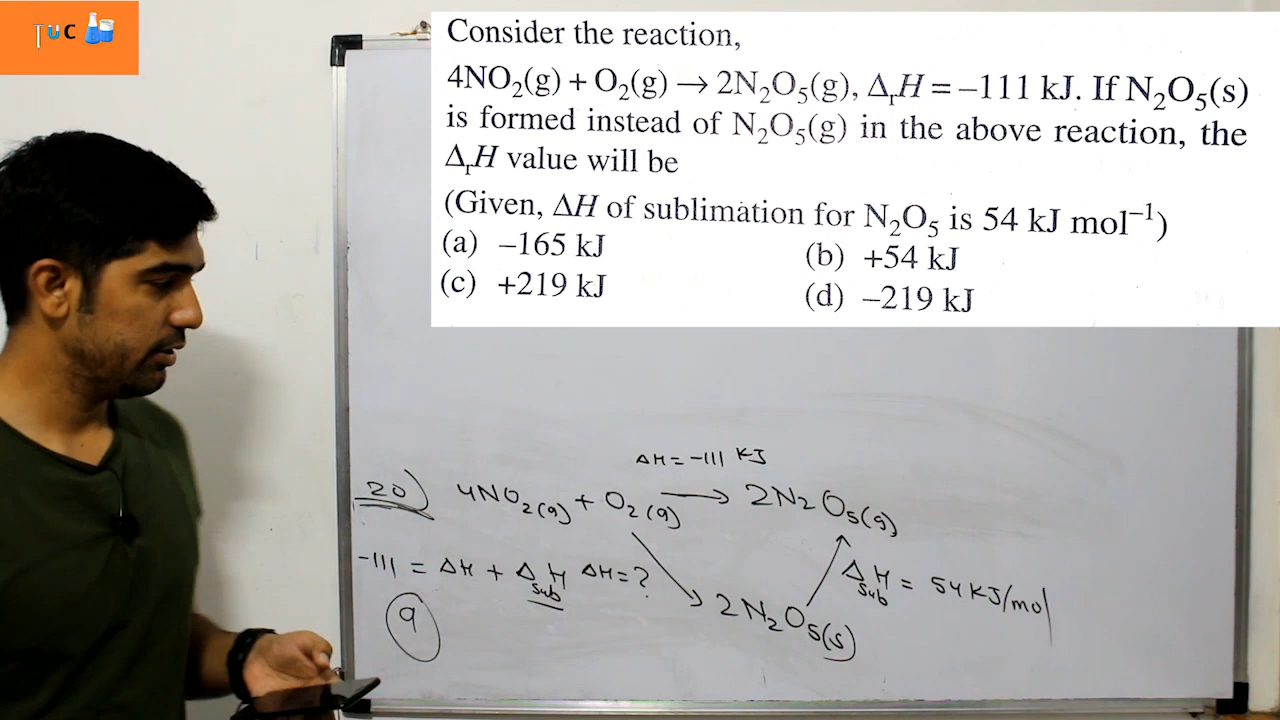 TUC
Consider the reaction,
4NO₂(g) + O₂(g) → 2N₂O₅(g), ΔᵣH = –111 kJ. If N₂O₅(s)
is formed instead of N₂O₅(g) in the above reaction, the
ΔᵣH value will be
(Given, ΔH of sublimation for N₂O₅ is 54 kJ mol⁻¹)
(a) –165 kJ
(b) +54 kJ
(c) +219 kJ
(d) –219 kJ
ΔH = -111 KJ
20) 4NO₂(g) + O₂(g) → 2N₂O₅(g)
-111 = ΔH + Δ_sub H ΔH = ?
Δ_sub H = 54 KJ/mol
2N₂O₅(s)
9